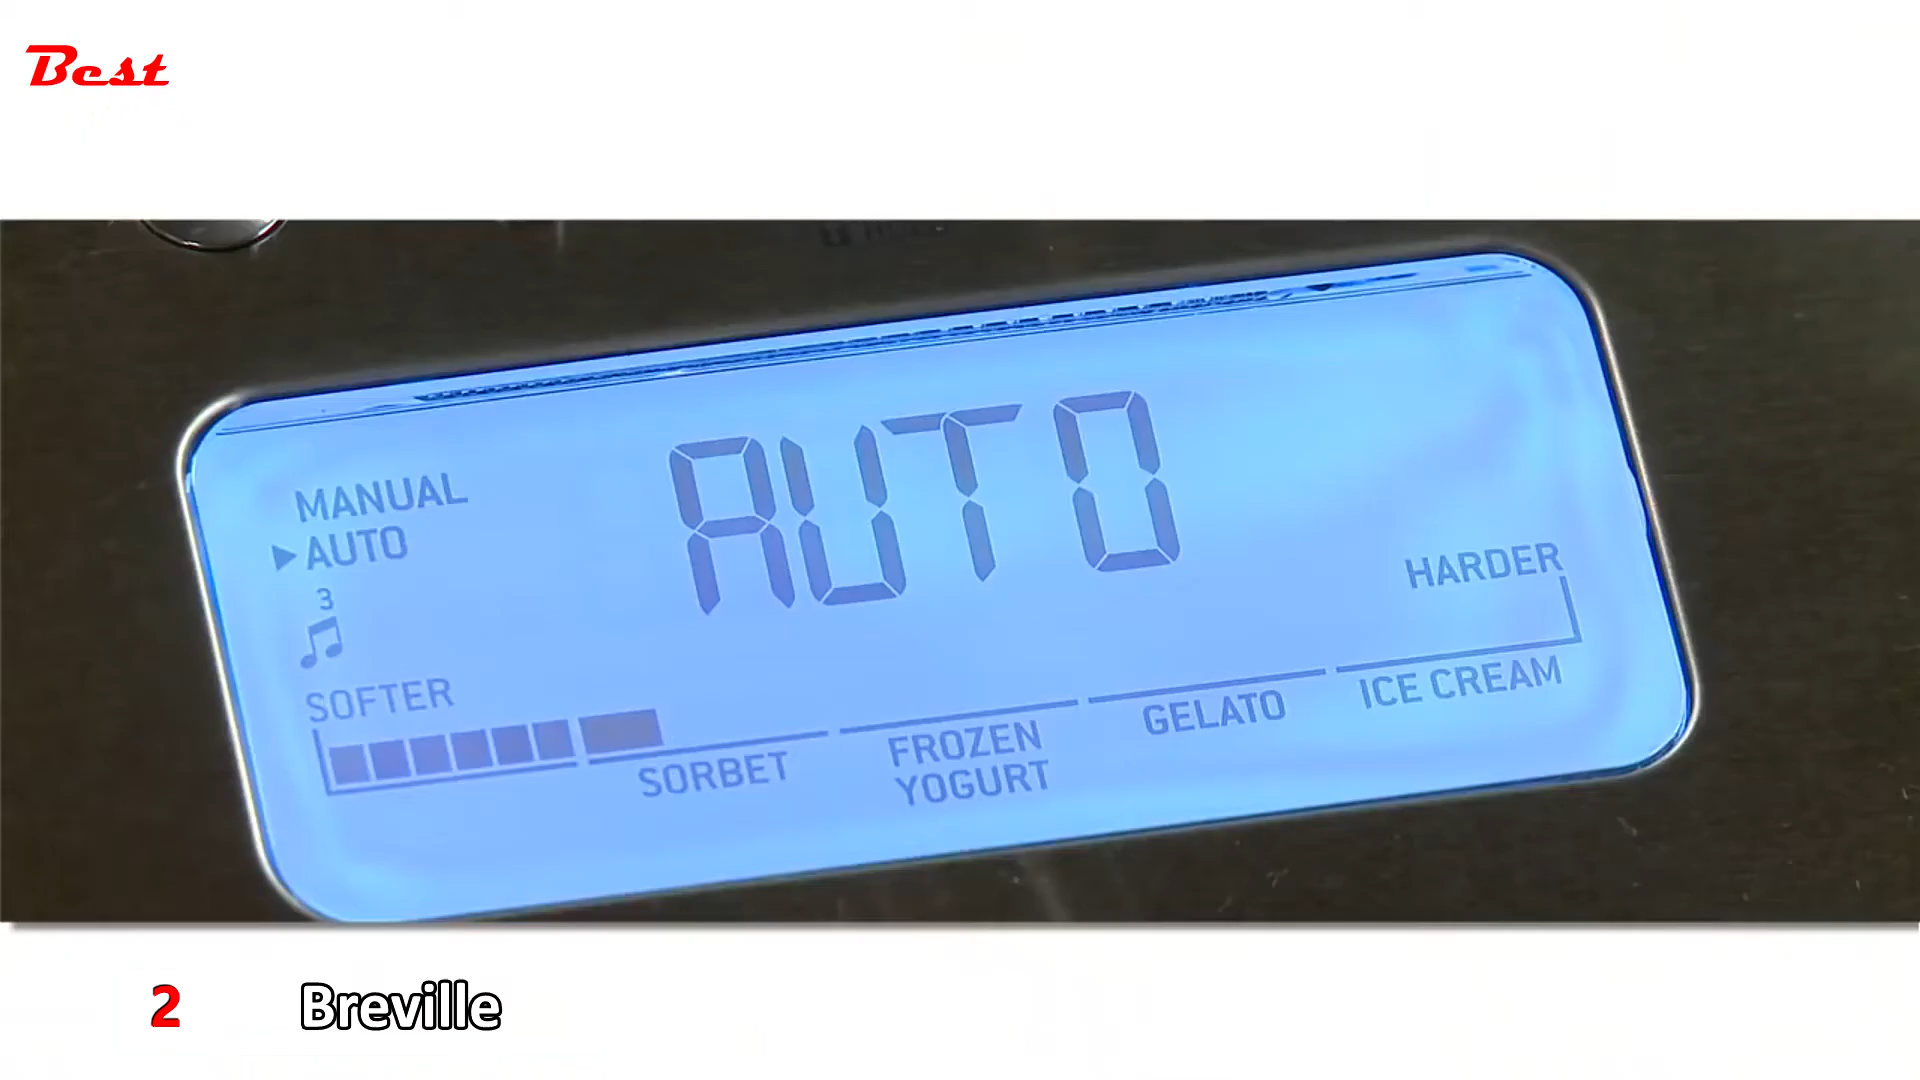 Best
AUTO
MANUAL
▶AUTO
3
HARDER
SOFTER
SORBET
FROZEN
YOGURT
GELATO
ICE CREAM
2
Breville